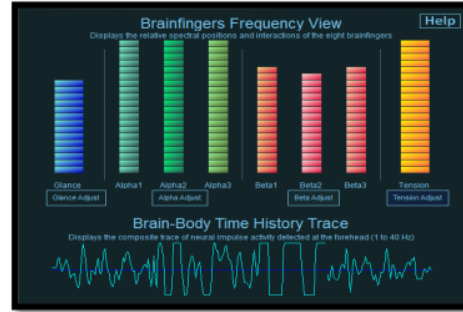 Brainfingers Frequency View
Help
Displays the relative spectral positions and interactions of the eight brainfingers
Glance Alpha1 Alpha2 Alpha3 Beta1 Beta2 Beta3 Tension
Glance Adjust Alpha Adjust Beta Adjust Tension Adjust
Brain-Body Time History Trace
Displays the composite trace of neural impulse activity detected at the forehead (1 to 40 Hz)